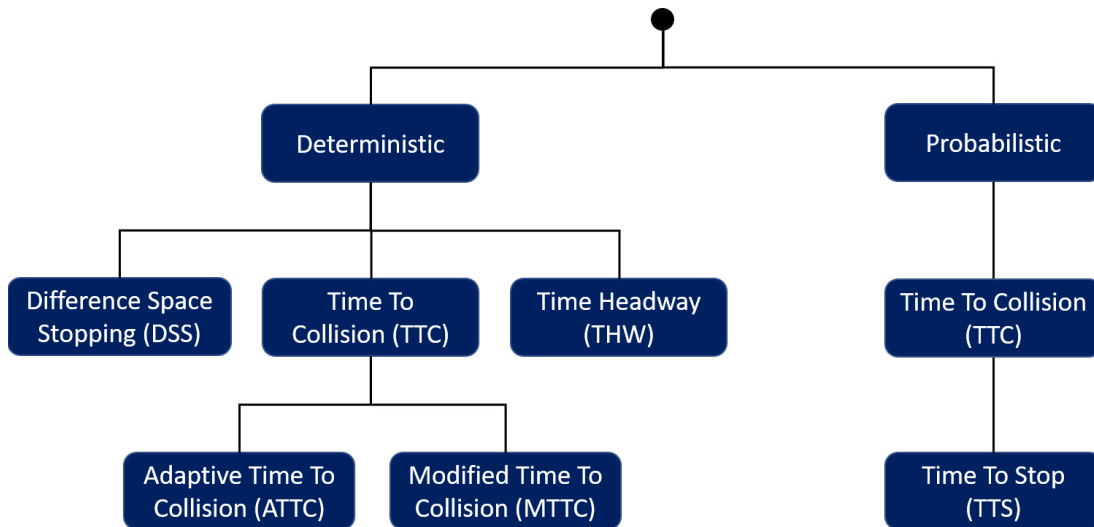 Deterministic
Probabilistic
Difference Space
Stopping (DSS)
Time To
Collision (TTC)
Time Headway
(THW)
Time To Collision
(TTC)
Adaptive Time To
Collision (ATTC)
Modified Time To
Collision (MTTC)
Time To Stop
(TTS)